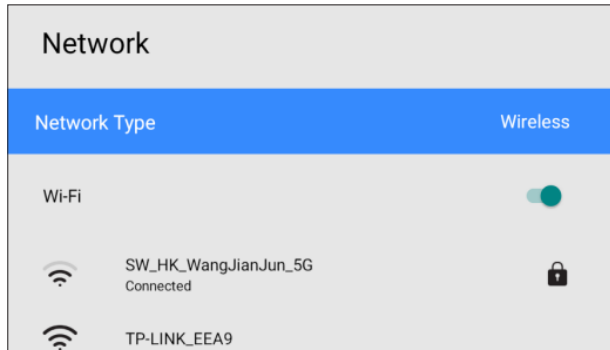 Network
Network Type Wireless
Wi-Fi
SW_HK_WangJianJun_5G
Connected
TP-LINK_EEA9